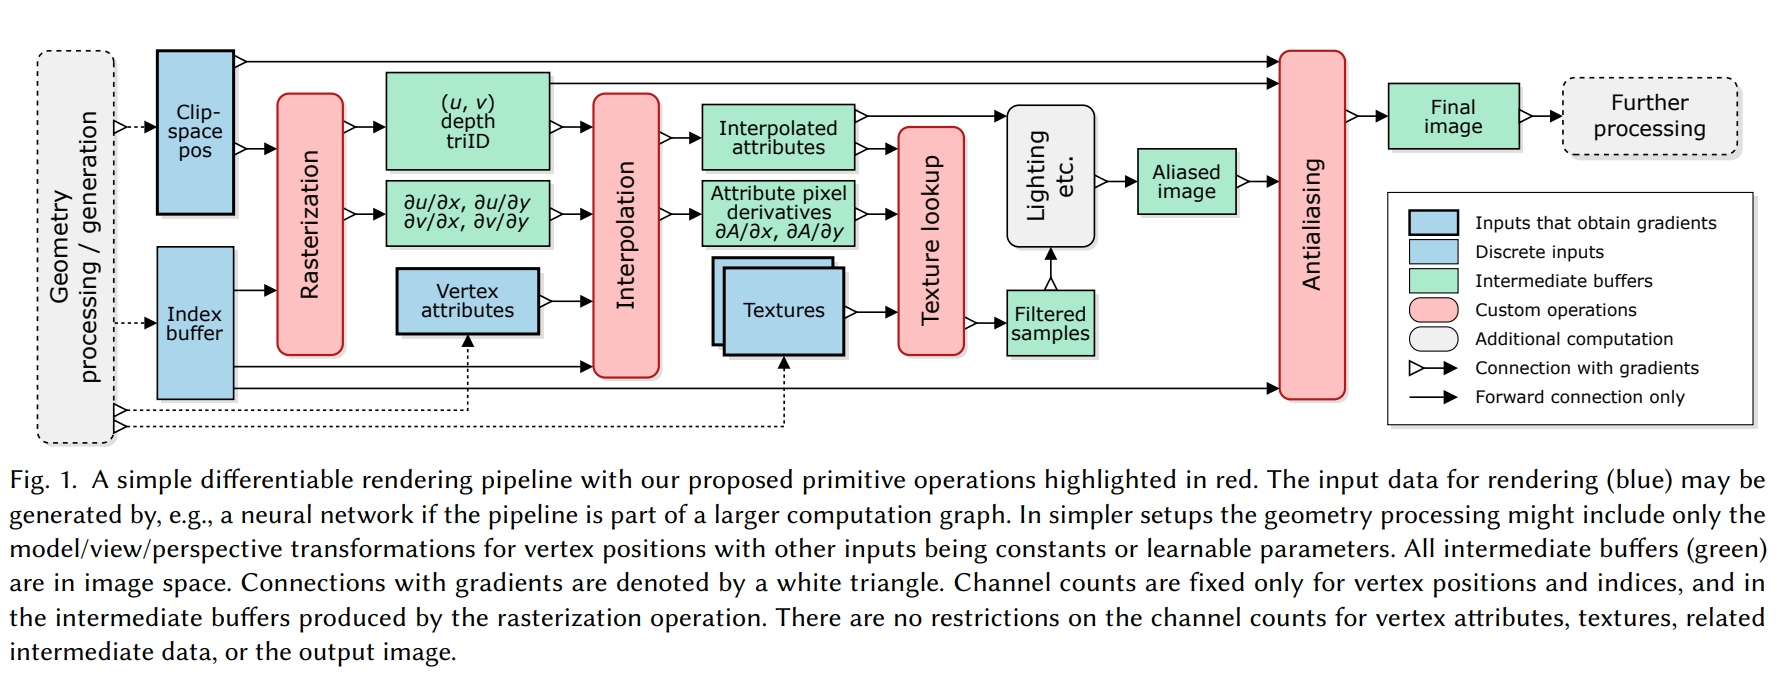 Geometry
processing / generation
Clip-
space
pos
Index
buffer
Rasterization
(u, v)
depth
triID
∂u/∂x, ∂u/∂y
∂v/∂x, ∂v/∂y
Vertex
attributes
Interpolation
Interpolated
attributes
Attribute pixel
derivatives
∂A/∂x, ∂A/∂y
Textures
Texture lookup
Lighting
etc.
Filtered
samples
Aliased
image
Antialiasing
Final
image
Further
processing
Inputs that obtain gradients
Discrete inputs
Intermediate buffers
Custom operations
Additional computation
Connection with gradients
Forward connection only
Fig. 1. A simple differentiable rendering pipeline with our proposed primitive operations highlighted in red. The input data for rendering (blue) may be
generated by, e.g., a neural network if the pipeline is part of a larger computation graph. In simpler setups the geometry processing might include only the
model/view/perspective transformations for vertex positions with other inputs being constants or learnable parameters. All intermediate buffers (green)
are in image space. Connections with gradients are denoted by a white triangle. Channel counts are fixed only for vertex positions and indices, and in
the intermediate buffers produced by the rasterization operation. There are no restrictions on the channel counts for vertex attributes, textures, related
intermediate data, or the output image.